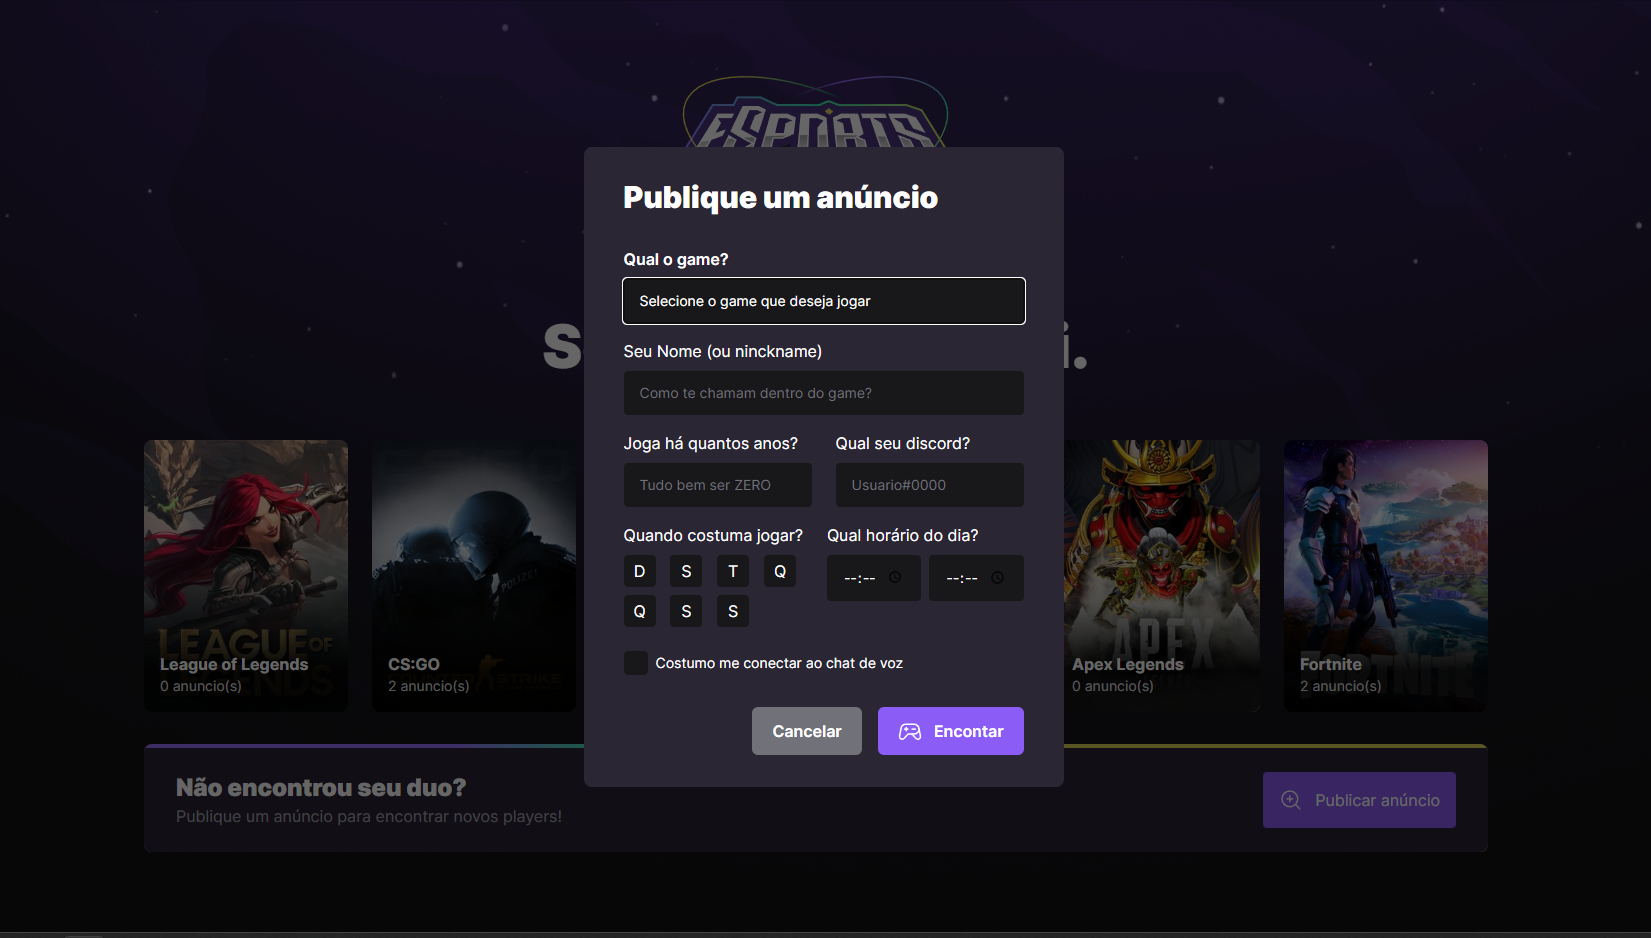 ESPORTS
Publique um anúncio
Qual o game?
Selecione o game que deseja jogar
Seu Nome (ou ninckname)
Como te chamam dentro do game?
Joga há quantos anos? Qual seu discord?
Tudo bem ser ZERO Usuario#0000
Quando costuma jogar? Qual horário do dia?
D S T Q --:-- --:--
Q S S
Costumo me conectar ao chat de voz
Cancelar Encontar
S i.
POLIZEI
LEAGUE OF
League of Legends
0 anuncio(s)
CS:GO
2 anuncio(s)
STRIKE
APEX
Apex Legends
0 anuncio(s)
Fortnite
2 anuncio(s)
FORTNITE
Não encontrou seu duo?
Publique um anúncio para encontrar novos players!
Publicar anúncio